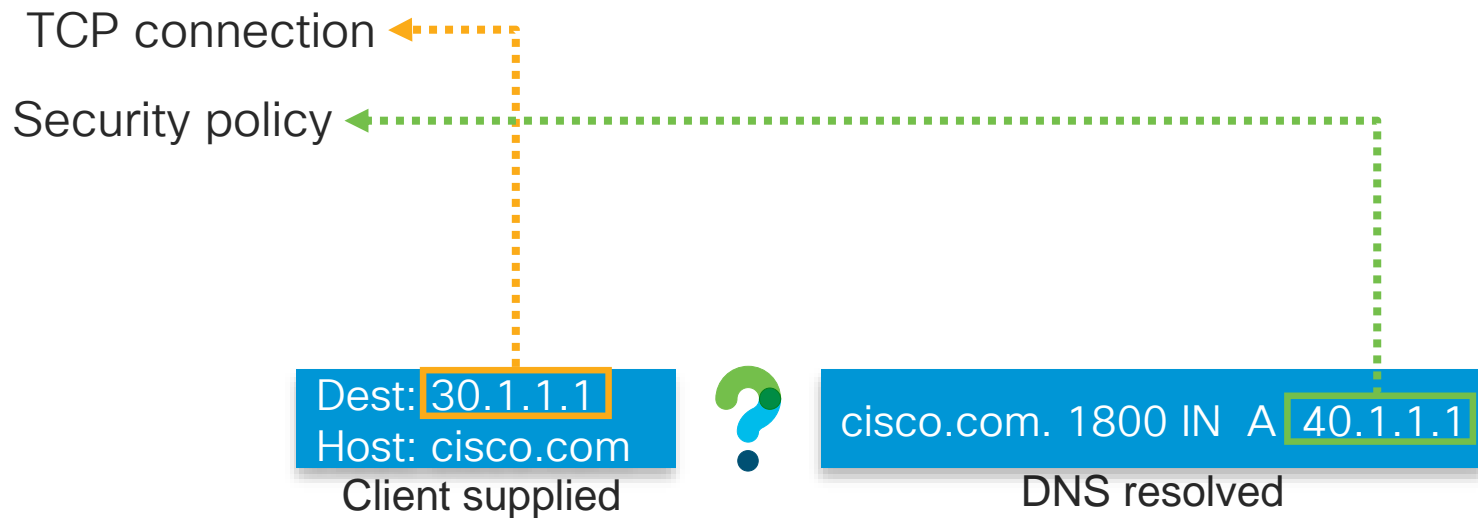 TCP connection
Security policy
Dest: 30.1.1.1
Host: cisco.com
Client supplied
?
cisco.com. 1800 IN A 40.1.1.1
DNS resolved